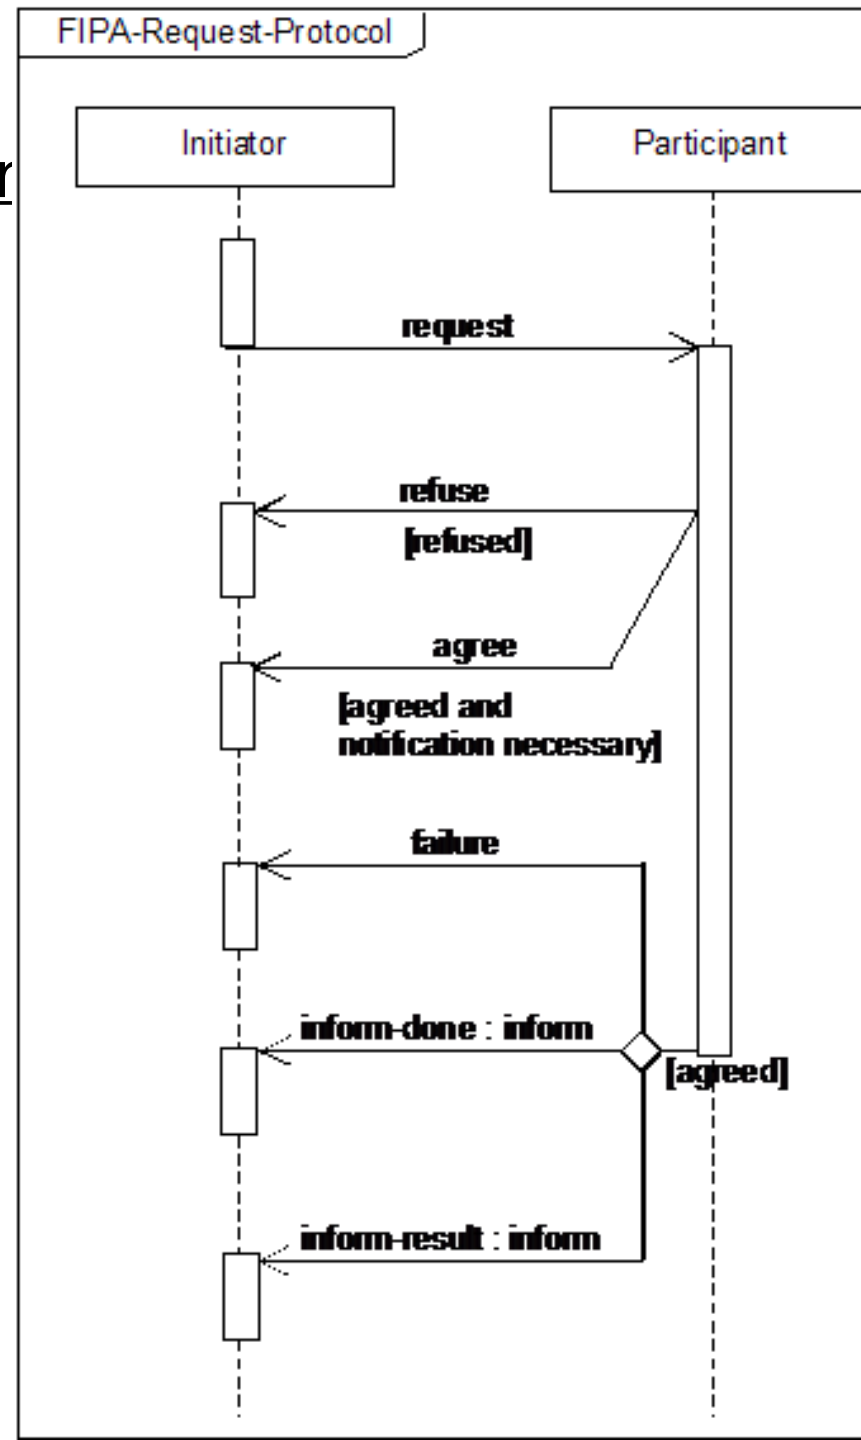 FIPA-Request-Protocol
Initiator
Participant
r
request
refuse
[refused]
agree
[agreed and
notification necessary]
failure
inform-done : inform
[agreed]
inform-result : inform